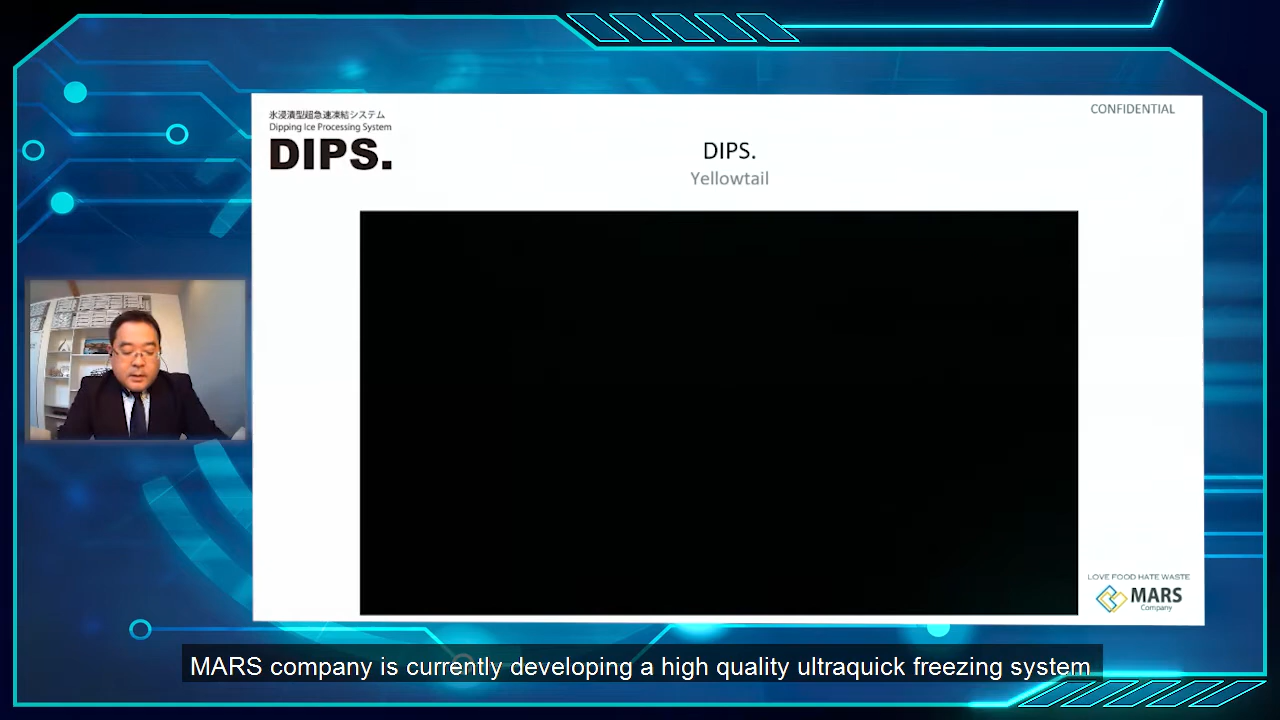 氷浸漬型超急速凍結システム
Dipping Ice Processing System
DIPS.
CONFIDENTIAL
DIPS.
Yellowtail
LOVE FOOD HATE WASTE
MARS
Company
MARS company is currently developing a high quality ultraquick freezing system